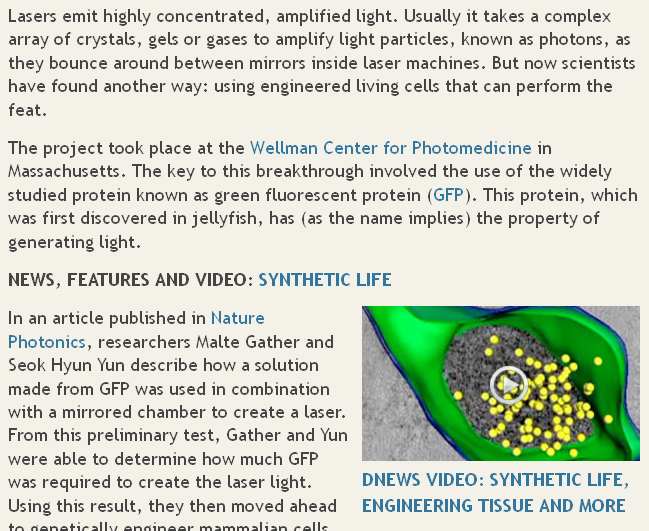 Lasers emit highly concentrated, amplified light. Usually it takes a complex
array of crystals, gels or gases to amplify light particles, known as photons, as
they bounce around between mirrors inside laser machines. But now scientists
have found another way: using engineered living cells that can perform the
feat.
The project took place at the Wellman Center for Photomedicine in
Massachusetts. The key to this breakthrough involved the use of the widely
studied protein known as green fluorescent protein (GFP). This protein, which
was first discovered in jellyfish, has (as the name implies) the property of
generating light.
NEWS, FEATURES AND VIDEO: SYNTHETIC LIFE
In an article published in Nature
Photonics, researchers Malte Gather and
Seok Hyun Yun describe how a solution
made from GFP was used in combination
with a mirrored chamber to create a laser.
From this preliminary test, Gather and Yun
were able to determine how much GFP
was required to create the laser light.
Using this result, they then moved ahead
to genetically engineer mammalian cells
DNEWS VIDEO: SYNTHETIC LIFE,
ENGINEERING TISSUE AND MORE